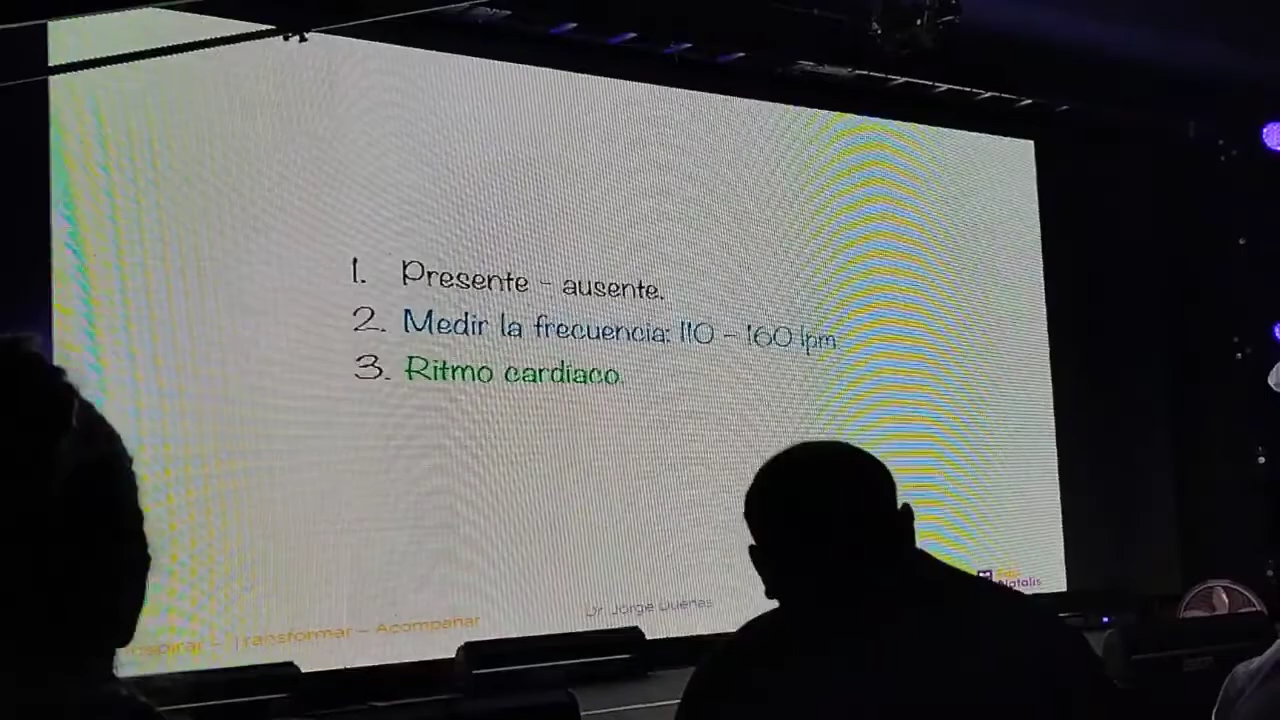 1. Presente - ausente.
2. Medir la frecuencia: 110 - 160 lpm
3. Ritmo cardiaco
Inspirar - Transformar - Acompañar
Dr. Jorge Dueñas
Natalis